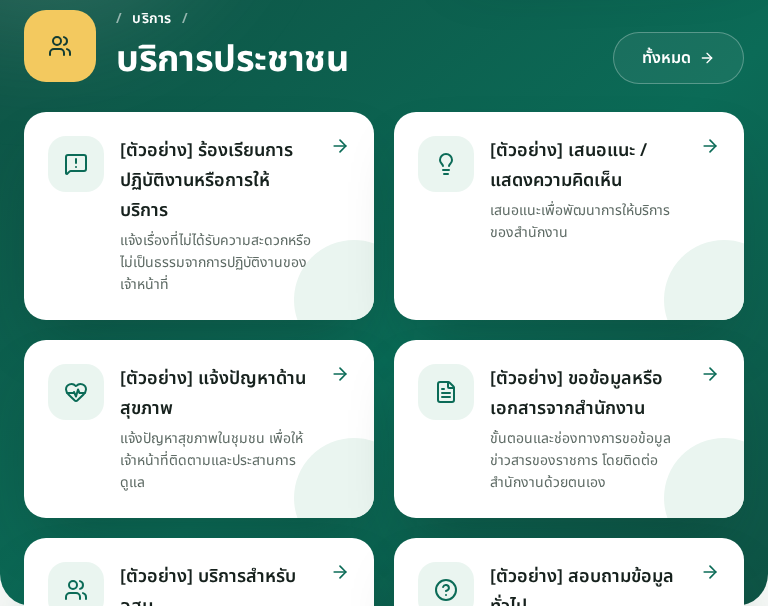 / บริการ /
บริการประชาชน
ทั้งหมด
[ตัวอย่าง] ร้องเรียนการ
ปฏิบัติงานหรือการให้
บริการ
แจ้งเรื่องที่ไม่ได้รับความสะดวกหรือ
ไม่เป็นธรรมจากการปฏิบัติงานของ
เจ้าหน้าที่
[ตัวอย่าง] เสนอแนะ /
แสดงความคิดเห็น
เสนอแนะเพื่อพัฒนาการให้บริการ
ของสำนักงาน
[ตัวอย่าง] แจ้งปัญหาด้าน
สุขภาพ
แจ้งปัญหาสุขภาพในชุมชน เพื่อให้
เจ้าหน้าที่ติดตามและประสานการ
ดูแล
[ตัวอย่าง] ขอข้อมูลหรือ
เอกสารจากสำนักงาน
ขั้นตอนและช่องทางการขอข้อมูล
ข่าวสารของราชการ โดยติดต่อ
สำนักงานด้วยตนเอง
[ตัวอย่าง] บริการสำหรับ
อสม.
[ตัวอย่าง] สอบถามข้อมูล
ทั่วไป